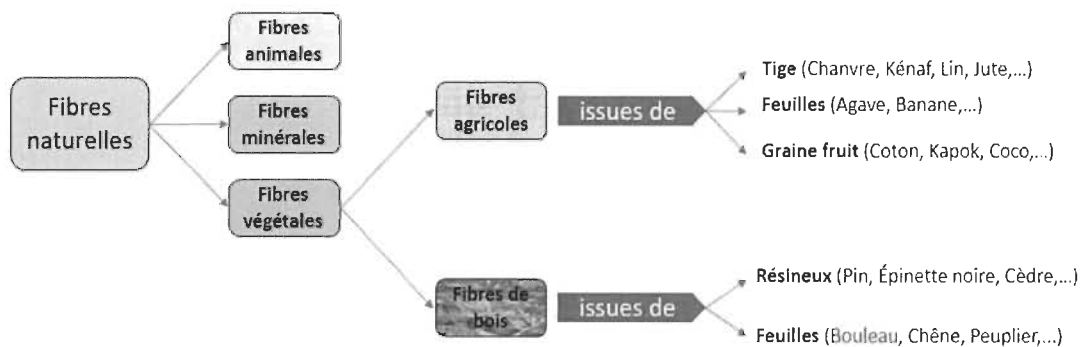 Fibres
naturelles
Fibres
animales
Fibres
minérales
Fibres
végétales
Fibres
agricoles
issues de
Tige (Chanvre, Kénaf, Lin, Jute,...)
Feuilles (Agave, Banane,...)
Graine fruit (Coton, Kapok, Coco,...)
Fibres de
bois
issues de
Résineux (Pin, Épinette noire, Cèdre,...)
Feuilles (Bouleau, Chêne, Peuplier,...)